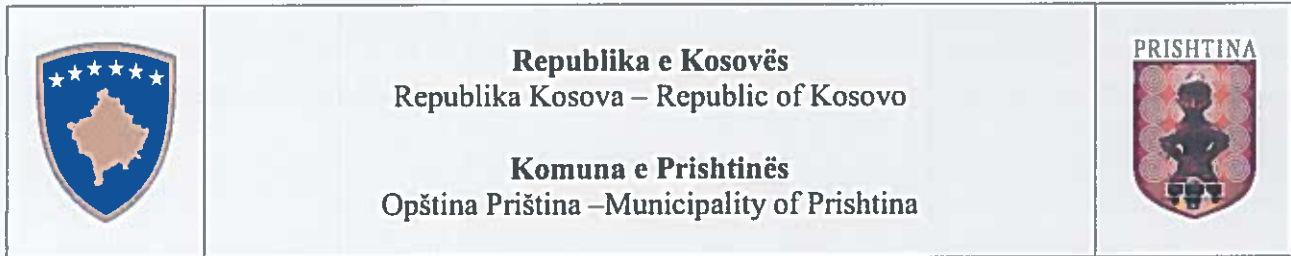 Republika e Kosovës
Republika Kosova – Republic of Kosovo
Komuna e Prishtinës
Opština Priština –Municipality of Prishtina
PRISHTINA